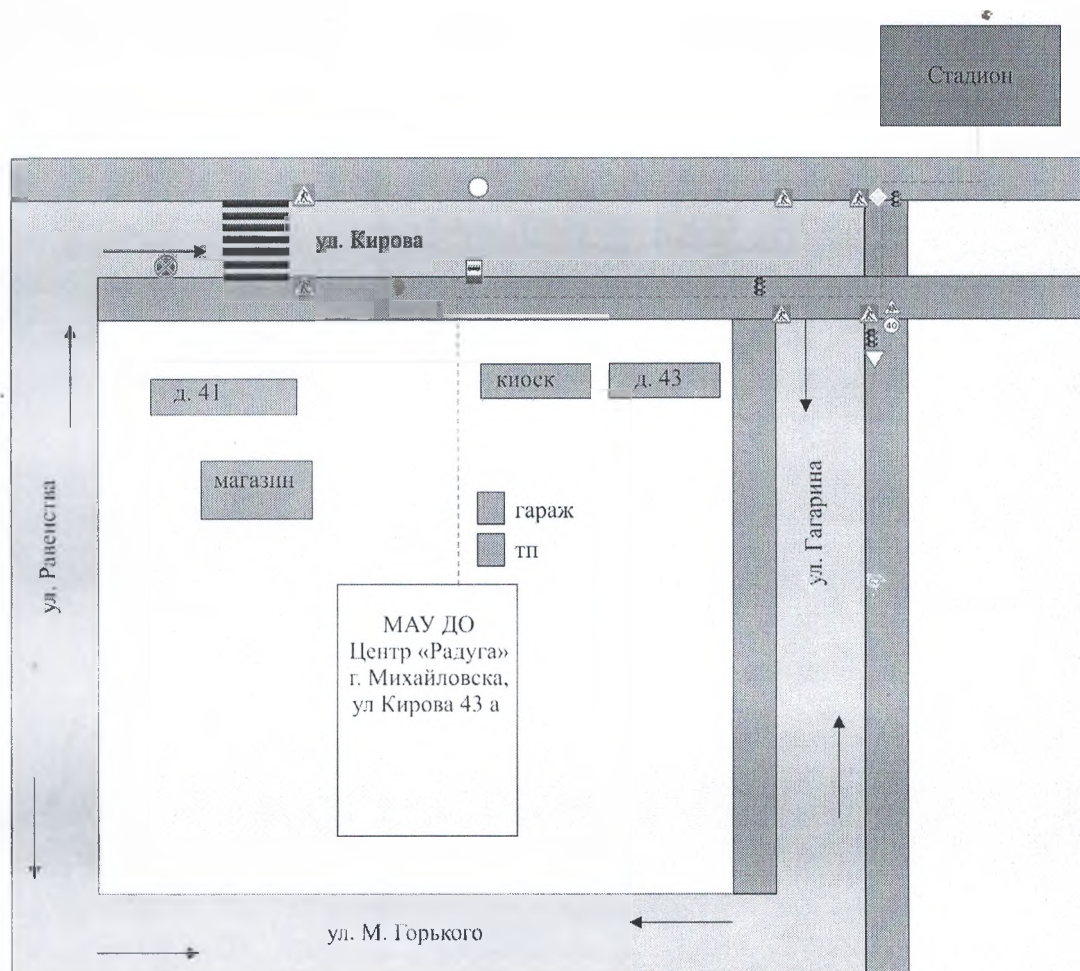 Стадион
ул. Кирова
40
д. 41
киоск
д. 43
магазин
гараж
тп
ул. Равенства
ул. Гагарина
МАУ ДО
Центр «Радуга»
г. Михайловска,
ул Кирова 43 а
ул. М. Горького